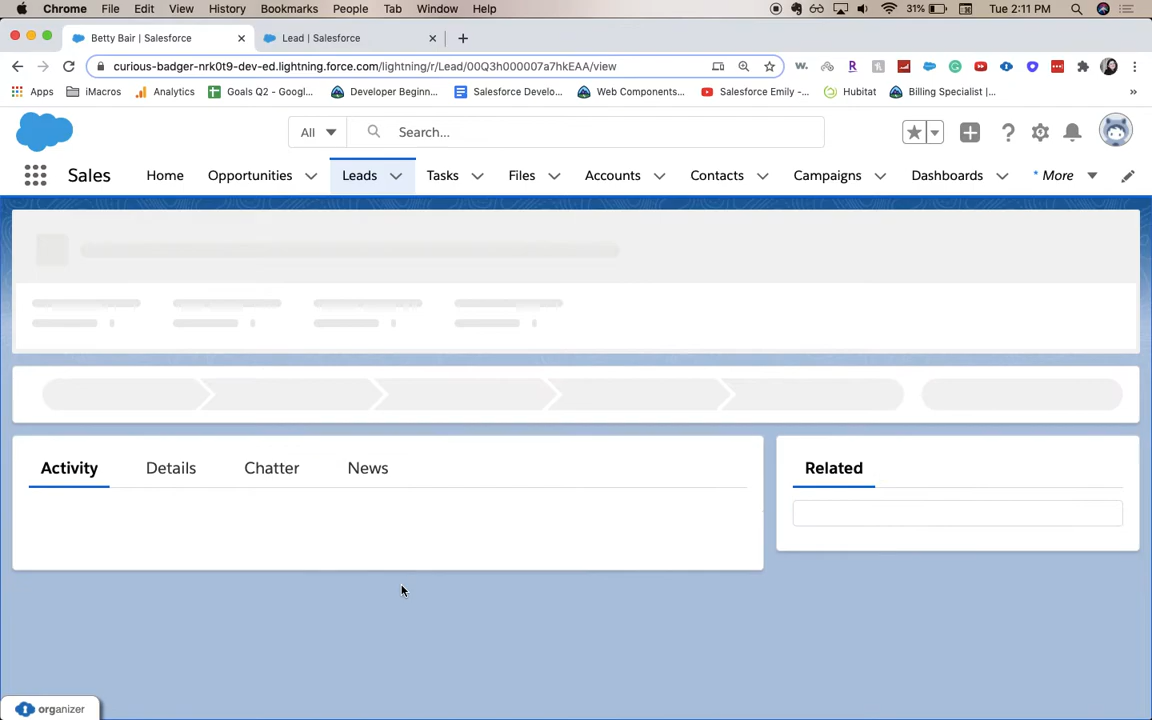 Chrome File Edit View History Bookmarks People Tab Window Help 31% Tue 2:11 PM
Betty Bair | Salesforce Lead | Salesforce
curious-badger-nrk0t9-dev-ed.lightning.force.com/lightning/r/Lead/00Q3h000007a7hkEAA/view
Apps iMacros Analytics Goals Q2 - Googl... Developer Beginn... Salesforce Develo... Web Components... Salesforce Emily -... Hubitat Billing Specialist |... »
All Search...
Sales Home Opportunities Leads Tasks Files Accounts Contacts Campaigns Dashboards * More
Activity Details Chatter News Related
organizer